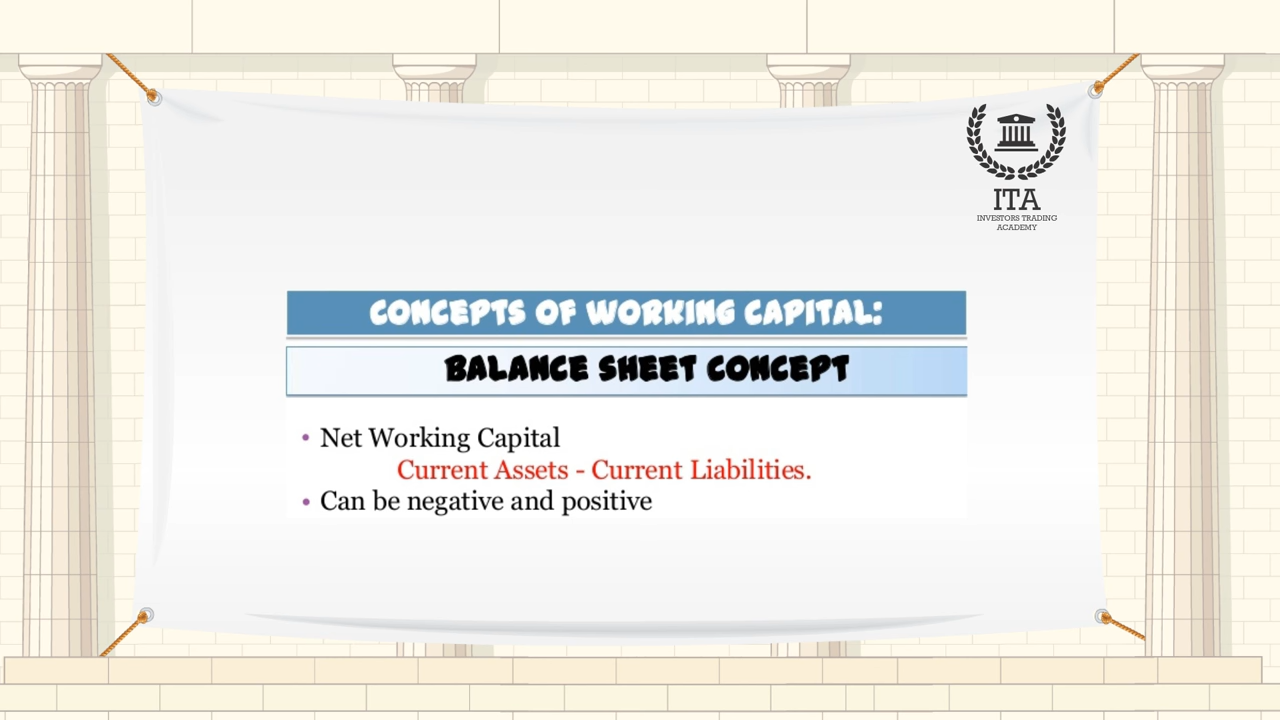 ITA
INVESTORS TRADING
ACADEMY
CONCEPTS OF WORKING CAPITAL:
BALANCE SHEET CONCEPT
• Net Working Capital
Current Assets - Current Liabilities.
• Can be negative and positive